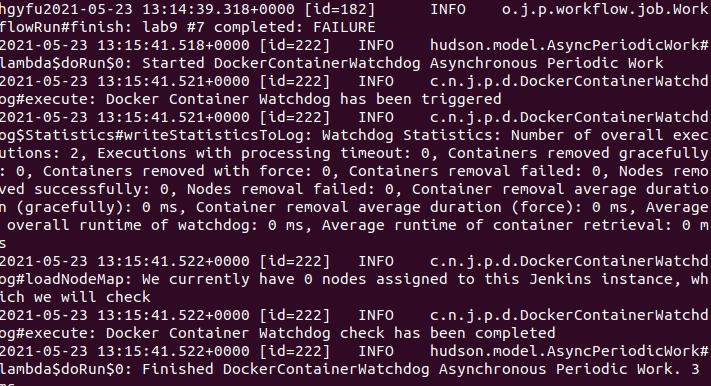 hgyfu2021-05-23 13:14:39.318+0000 [id=182]      INFO    o.j.p.workflow.job.Work
flowRun#finish: lab9 #7 completed: FAILURE
2021-05-23 13:15:41.518+0000 [id=222]   INFO    hudson.model.AsyncPeriodicWork#
lambda$doRun$0: Started DockerContainerWatchdog Asynchronous Periodic Work
2021-05-23 13:15:41.521+0000 [id=222]   INFO    c.n.j.p.d.DockerContainerWatchd
og#execute: Docker Container Watchdog has been triggered
2021-05-23 13:15:41.521+0000 [id=222]   INFO    c.n.j.p.d.DockerContainerWatchd
og$Statistics#writeStatisticsToLog: Watchdog Statistics: Number of overall exec
utions: 2, Executions with processing timeout: 0, Containers removed gracefully
: 0, Containers removed with force: 0, Containers removal failed: 0, Nodes remo
ved successfully: 0, Nodes removal failed: 0, Container removal average duratio
n (gracefully): 0 ms, Container removal average duration (force): 0 ms, Average
 overall runtime of watchdog: 0 ms, Average runtime of container retrieval: 0 m
s
2021-05-23 13:15:41.522+0000 [id=222]   INFO    c.n.j.p.d.DockerContainerWatchd
og#loadNodeMap: We currently have 0 nodes assigned to this Jenkins instance, wh
ich we will check
2021-05-23 13:15:41.522+0000 [id=222]   INFO    c.n.j.p.d.DockerContainerWatchd
og#execute: Docker Container Watchdog check has been completed
2021-05-23 13:15:41.522+0000 [id=222]   INFO    hudson.model.AsyncPeriodicWork#
lambda$doRun$0: Finished DockerContainerWatchdog Asynchronous Periodic Work. 3
ms